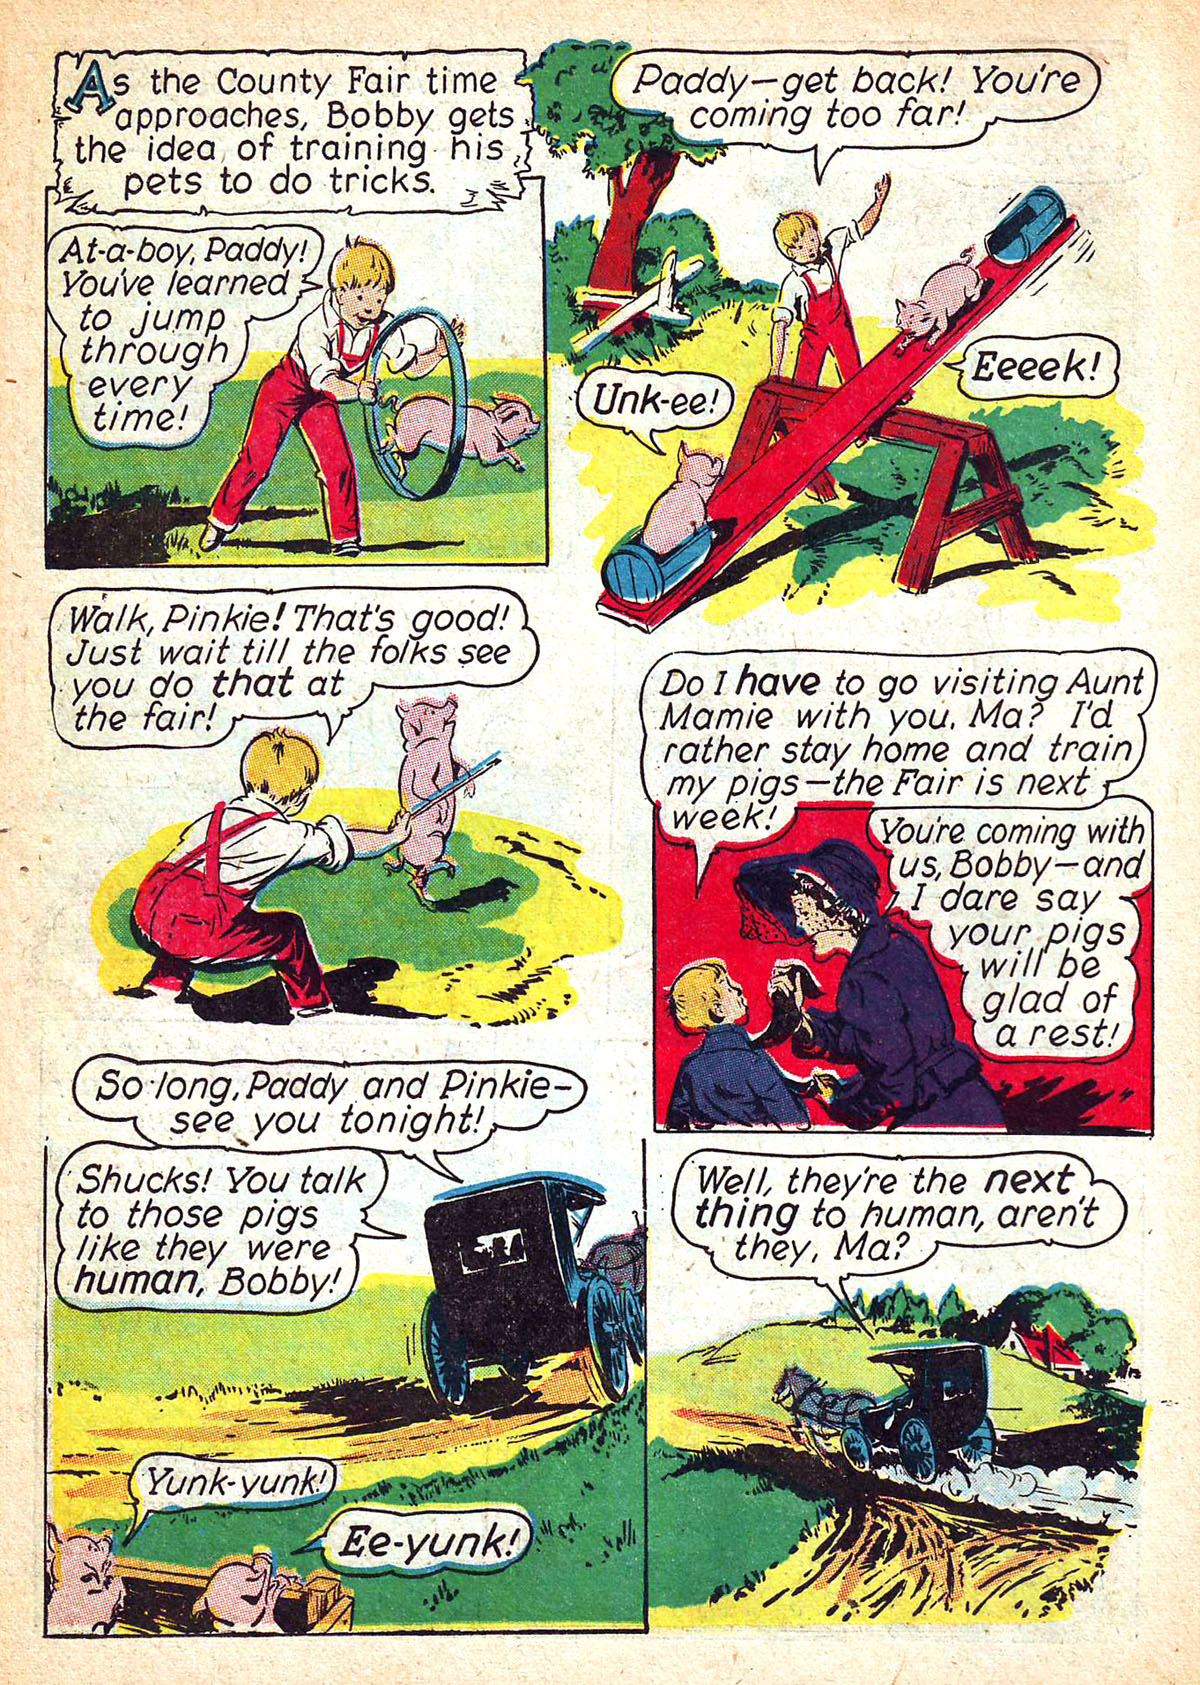 As the County Fair time
approaches, Bobby gets
the idea of training his
pets to do tricks.
At-a-boy, Paddy!
You've learned
to jump
through
every
time!
Paddy—get back! You're
coming too far!
Unk-ee!
Eeeek!
Walk, Pinkie! That's good!
Just wait till the folks see
you do that at
the fair!
Do I have to go visiting Aunt
Mamie with you, Ma? I'd
rather stay home and train
my pigs—the Fair is next
week!
You're coming with
us, Bobby—and
I dare say
your pigs
will be
glad of
a rest!
So long, Paddy and Pinkie—
see you tonight!
Shucks! You talk
to those pigs
like they were
human, Bobby!
Yunk-yunk!
Ee-yunk!
Well, they're the next
thing to human, aren't
they, Ma?